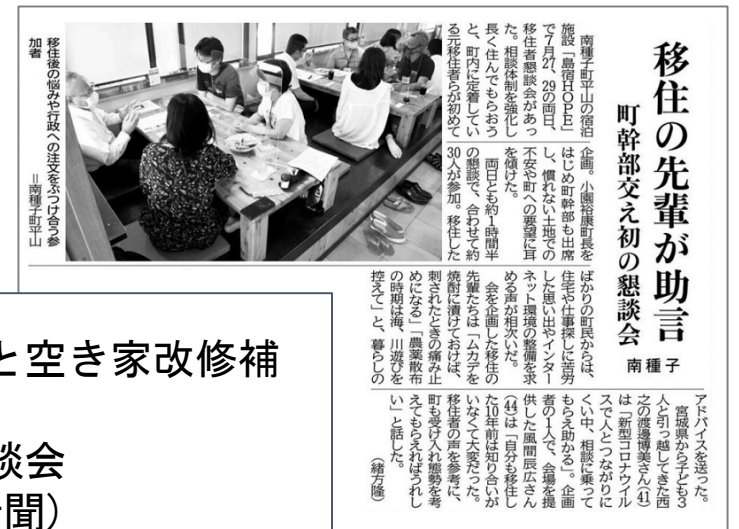 移住の先輩が助言
町幹部交え初の懇談会
南種子
南種子町平山の宿泊
施設「島宿HOPE」
で7月27、29の両日、
移住者懇談会があっ
た。相談体制を強化し
長く住んでもらおう
と、町内に定着してい
る元移住者らが初めて
企画。小園裕康町長を
はじめ町幹部も出席
し、慣れない土地での
不安や町への要望に耳
を傾けた。
両日とも約1時間半
の懇談で、合わせて約
30人が参加。移住した
ばかりの町民からは、
住宅や仕事探しに苦労
した思い出やインター
ネット環境の整備を求
める声が相次いだ。
会を企画した移住の
先輩たちは「ムカデを
焼酎に漬けておけば、
刺されたときの痛み止
めになる」「農薬散布
の時期は海、川遊びを
控えて」と、暮らしの
アドバイスを送った。
宮城県から子ども3
人と引っ越してきた西
之の渡邊博美さん(41)
は「新型コロナウイル
スで人とつながりに
くい中、相談に乗って
もらえ助かる」。企画
者の1人で、会場を提
供した風間辰広さん
(44)は「自分も移住し
た10年前は知り合いが
いなくて大変だった。
移住者の声を参考に、
町も受け入れ態勢を考
えてもらえればうれし
い」と話した。
(緒方隆)
移住後の悩みや行政への注文をぶつけ合う参
加者
=南種子町平山
と空き家改修補
談会
聞)